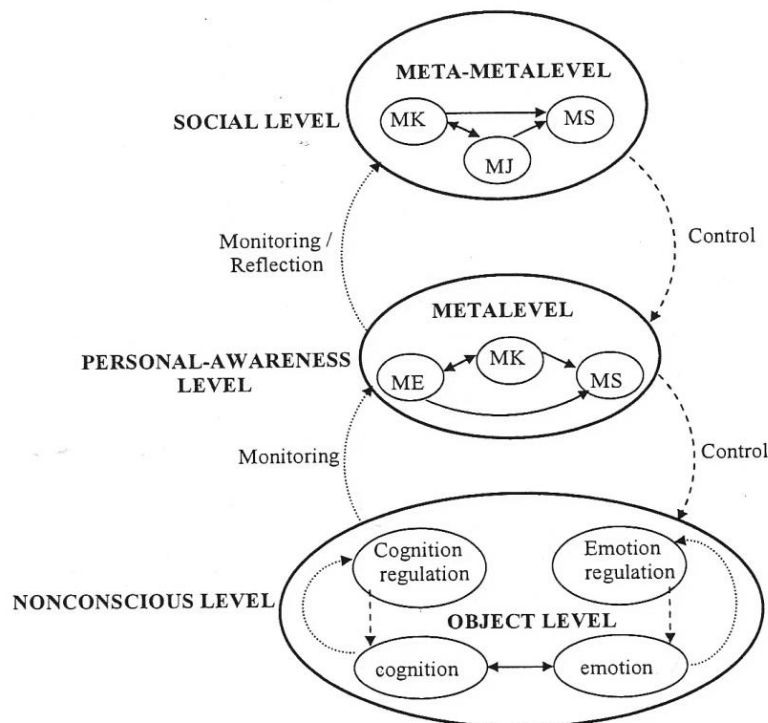 META-METALEVEL
MK
MS
SOCIAL LEVEL
MJ
Monitoring /
Reflection
Control
METALEVEL
PERSONAL-AWARENESS
LEVEL
ME
MK
MS
Monitoring
Control
Cognition
regulation
Emotion
regulation
NONCONSCIOUS LEVEL
OBJECT LEVEL
cognition
emotion